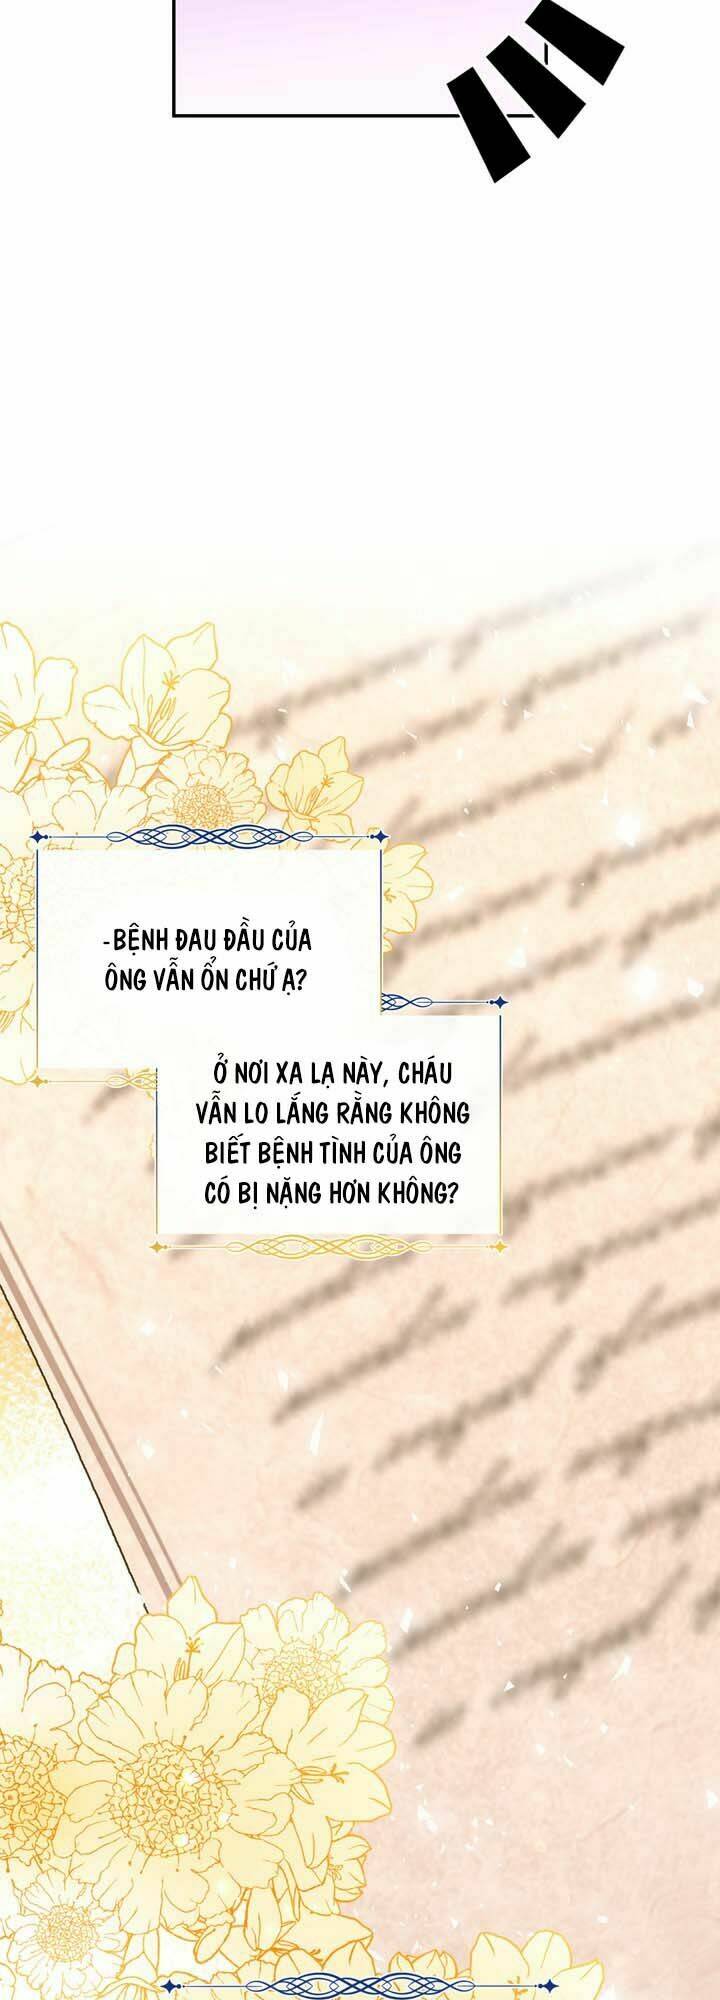 -BỆNH ĐAU ĐẦU CỦA
ÔNG VẪN ỔN CHỨ Ạ?
Ở NƠI XA LẠ NÀY, CHÁU
VẪN LO LẮNG RẰNG KHÔNG
BIẾT BỆNH TÌNH CỦA ÔNG
CÓ BỊ NẶNG HƠN KHÔNG?